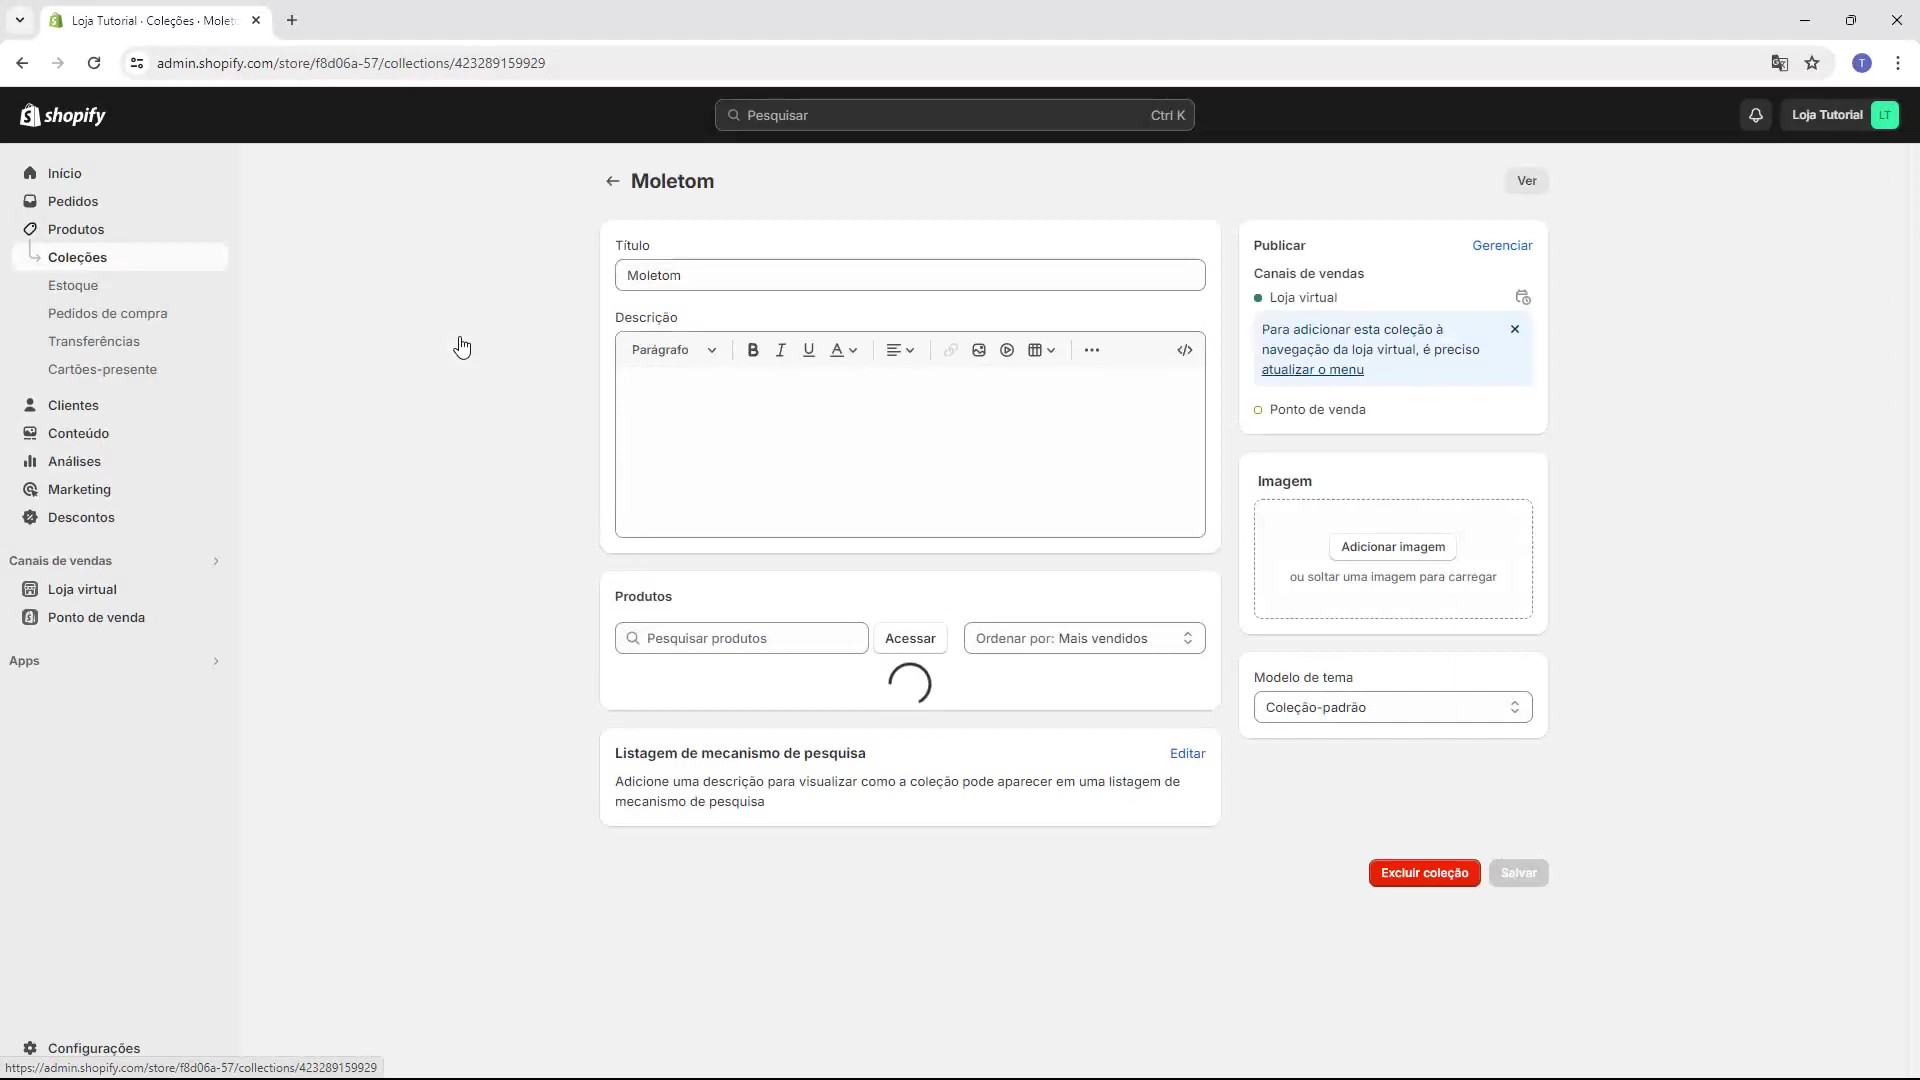 Loja Tutorial · Coleções · Moleto
admin.shopify.com/store/f8d06a-57/collections/423289159929
T
shopify
Pesquisar
Ctrl K
Loja Tutorial
LT
Início
Pedidos
Produtos
Coleções
Estoque
Pedidos de compra
Transferências
Cartões-presente
Clientes
Conteúdo
Análises
Marketing
Descontos
Canais de vendas
Loja virtual
Ponto de venda
Apps
Configurações
Moletom
Ver
Título
Moletom
Descrição
Parágrafo
Produtos
Pesquisar produtos
Acessar
Ordenar por: Mais vendidos
Listagem de mecanismo de pesquisa
Editar
Adicione uma descrição para visualizar como a coleção pode aparecer em uma listagem de
mecanismo de pesquisa
Publicar
Gerenciar
Canais de vendas
Loja virtual
Para adicionar esta coleção à
navegação da loja virtual, é preciso
atualizar o menu
Ponto de venda
Imagem
Adicionar imagem
ou soltar uma imagem para carregar
Modelo de tema
Coleção-padrão
Excluir coleção
Salvar
https://admin.shopify.com/store/f8d06a-57/collections/423289159929